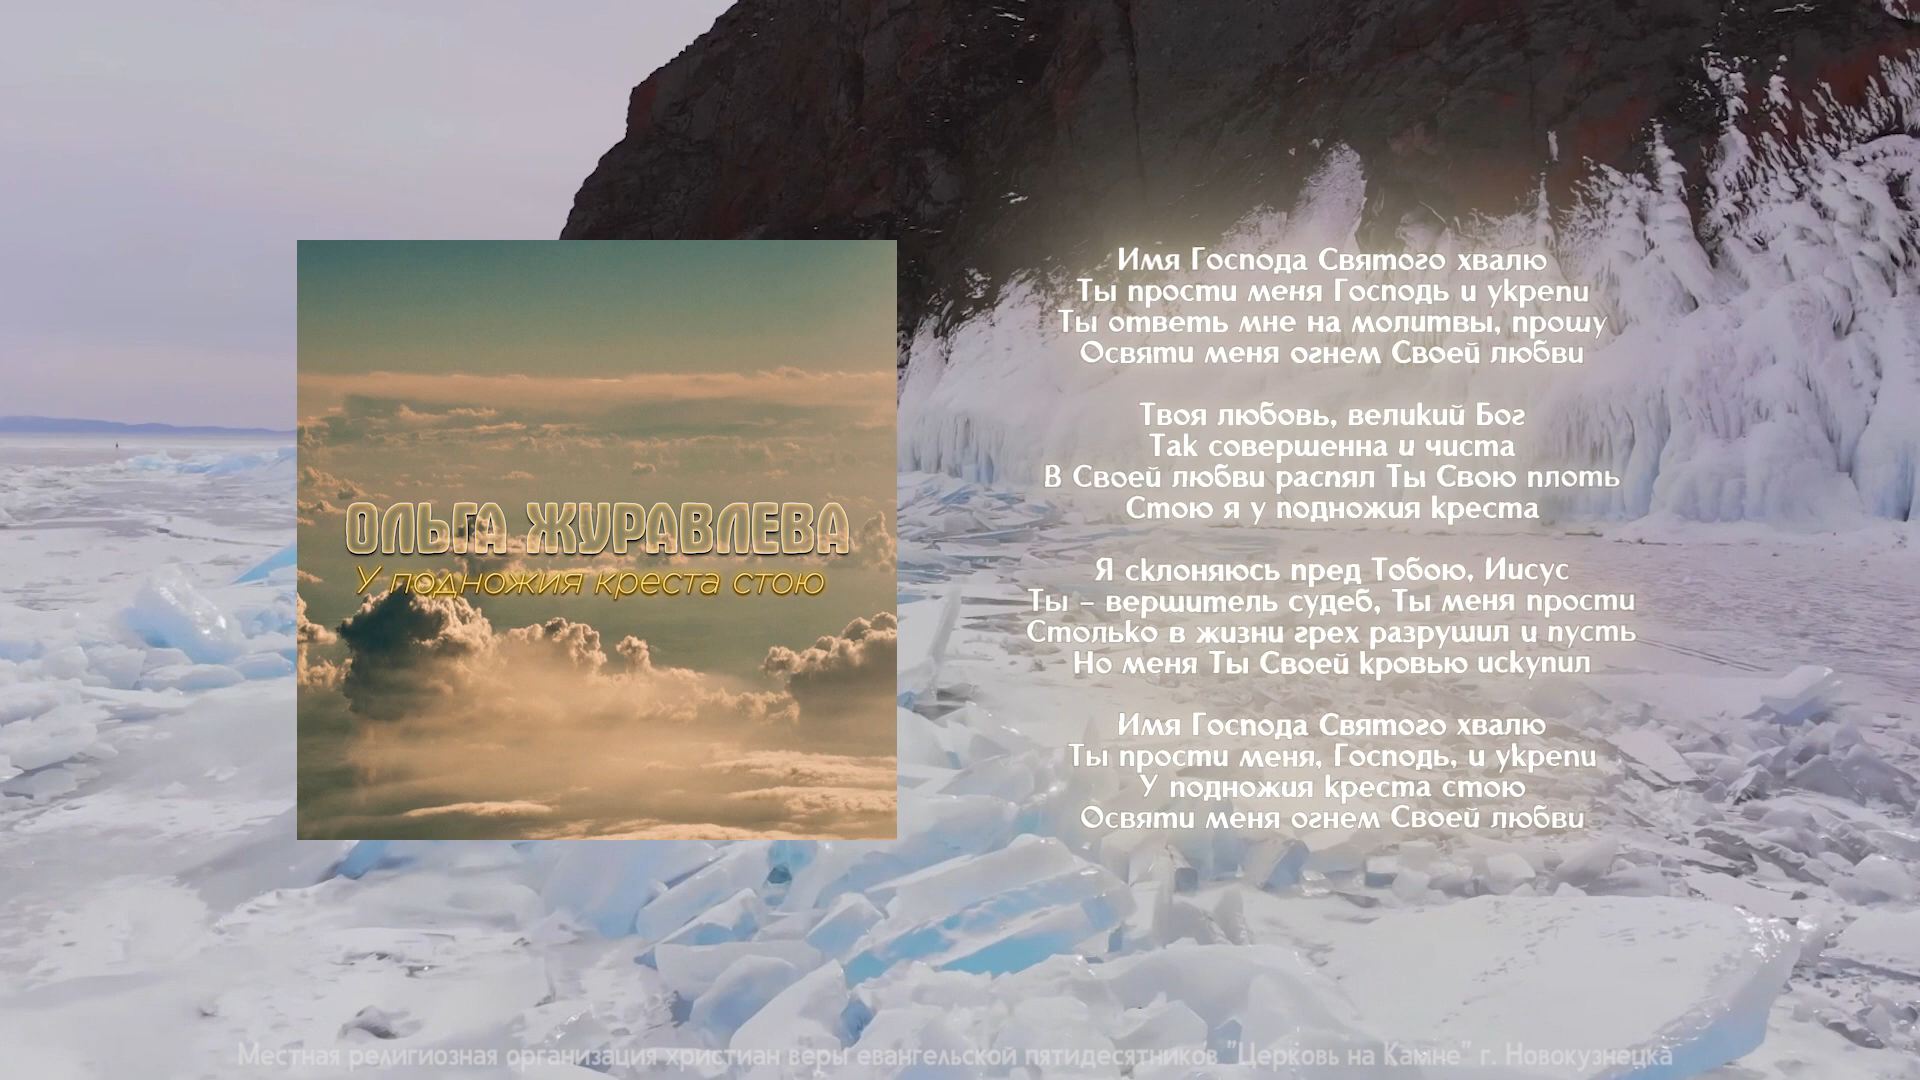 ОЛЬГА ЖУРАВЛЕВА
У подножия креста стою
Имя Господа Святого хвалю
Ты прости меня Господь и укрепи
Ты ответь мне на молитвы, прошу
Освяти меня огнем Своей любви
Твоя любовь, великий Бог
Так совершенна и чиста
В Своей любви распял Ты Свою плоть
Стою я у подножия креста
Я склоняюсь пред Тобою, Иисус
Ты – вершитель судеб, Ты меня прости
Столько в жизни грех разрушил и пусть
Но меня Ты Своей кровью искупил
Имя Господа Святого хвалю
Ты прости меня, Господь, и укрепи
У подножия креста стою
Освяти меня огнем Своей любви
Местная религиозная организация христиан веры евангельской пятидесятников "Церковь на Камне" г. Новокузнецка